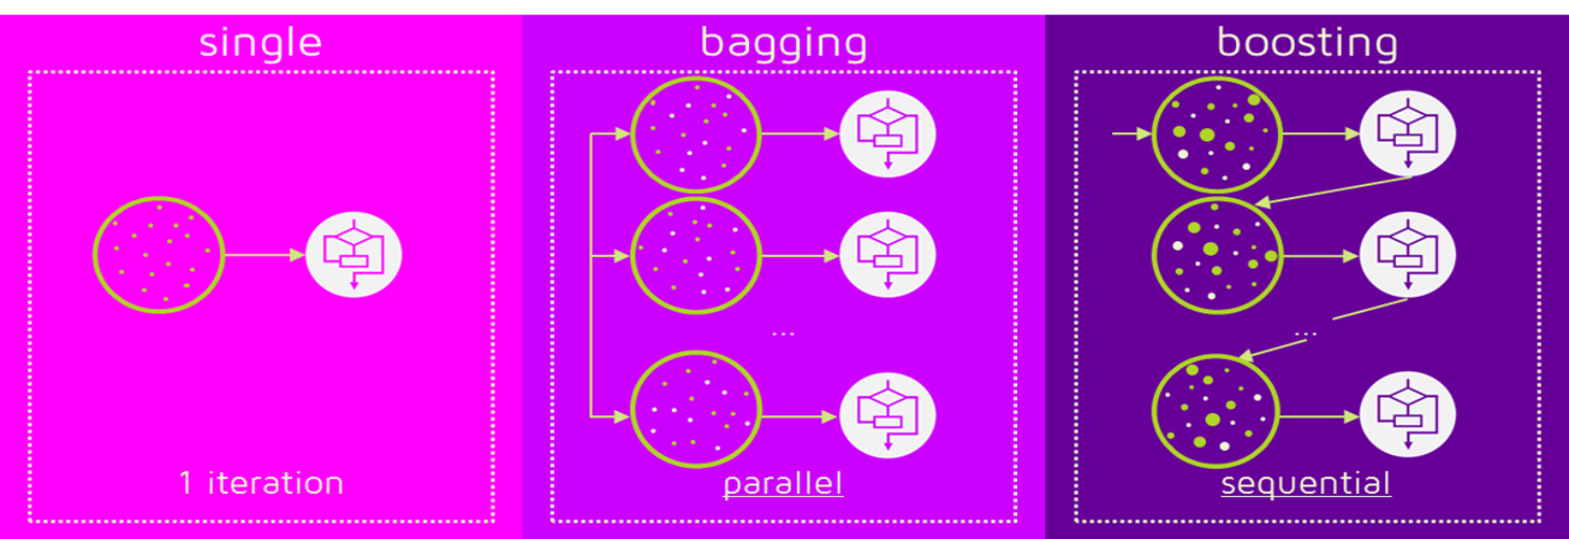 single
bagging
boosting
...
...
1 iteration
parallel
sequential